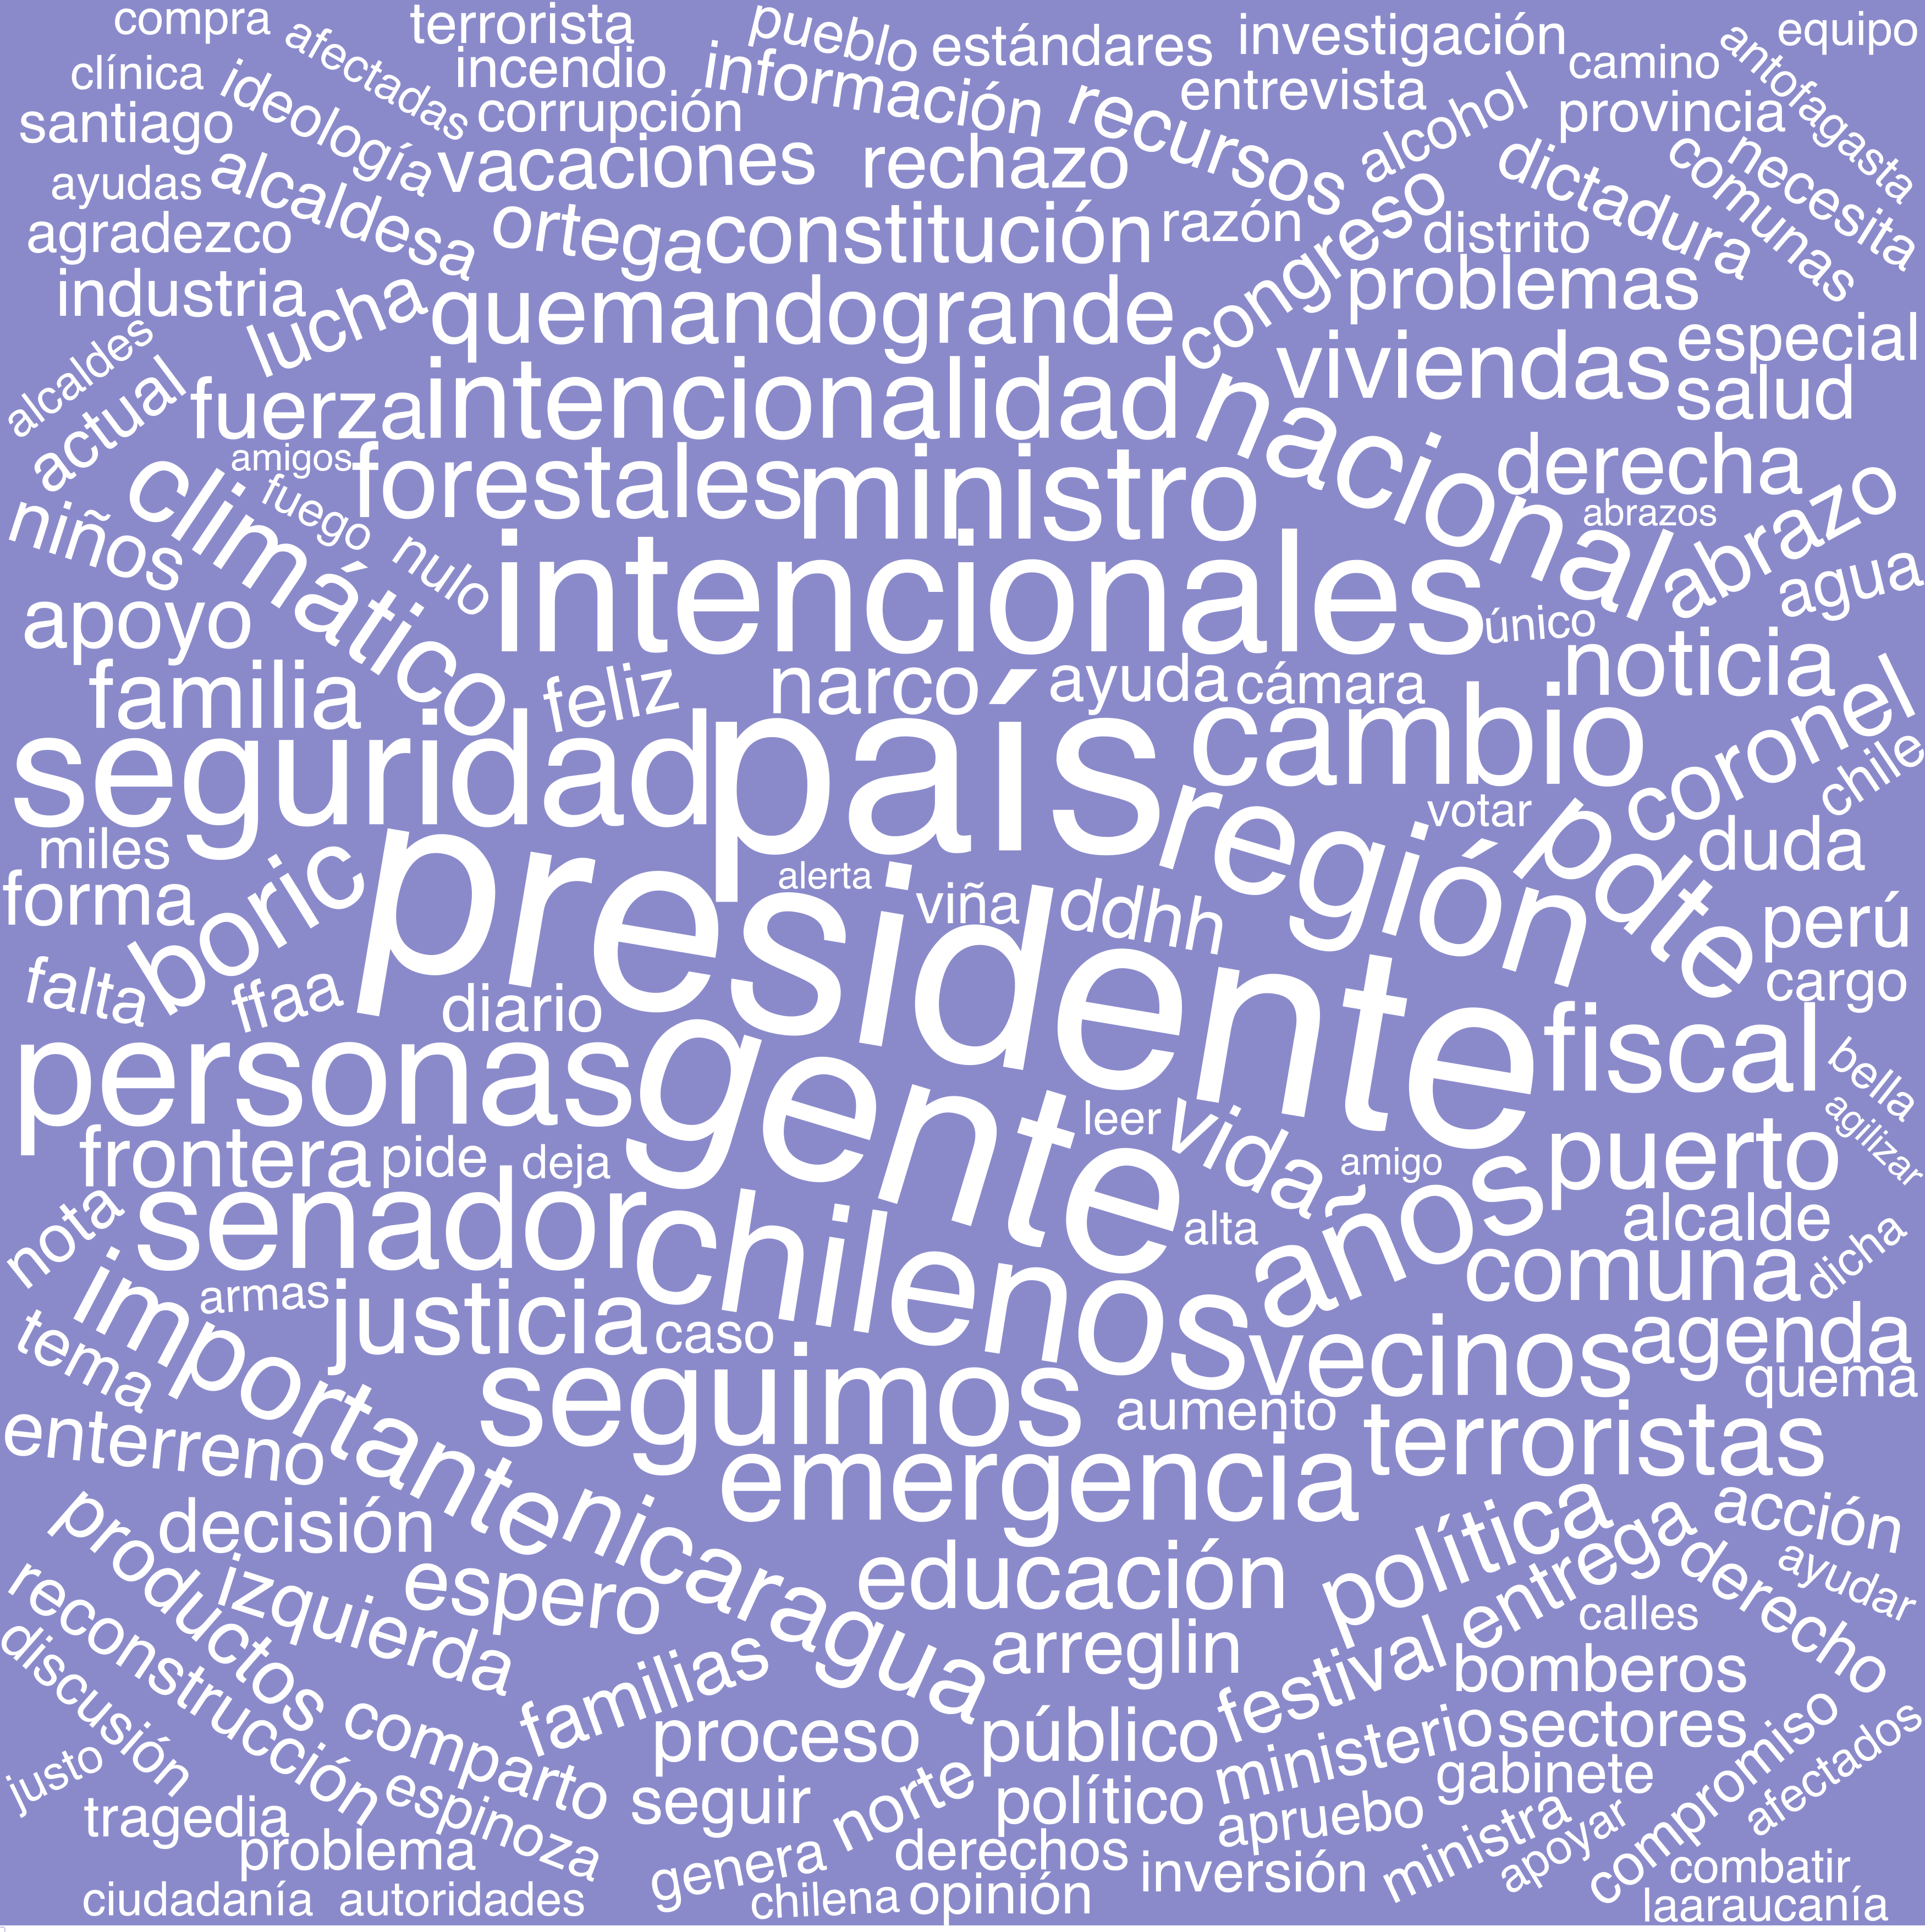 compra
afectadas
terrorista
pueblo
estándares
investigación
antofagasta
equipo
clínica
ideología
incendio
información
recursos
entrevista
camino
santiago
corrupción
alcohol
provincia
comunas
necesita
ayudas
alcaldesa
vacaciones
rechazo
congreso
dictadura
agradezco
ortega
constitución
razón
distrito
industria
lucha
quemandogrande
problemas
alcaldes
viviendas
especial
actual
fuerza
intencionalidad
nacional
salud
climático
amigos
forestales
ministro
derecha
niños
fuego
nulo
intencionales
abrazos
abrazo
apoyo
único
agua
familia
feliz
narco
ayuda
cámara
noticia
seguridad
país
cambio
coronel
chile
miles
boric
presidente
alerta
región
votar
pdte
duda
forma
viña
ddhh
perú
falta
ffaa
diario
cargo
personas
gente
fiscal
bella
agilizar
frontera
pide
deja
leer
vida
amigo
puerto
nota
senador
chilenos
alta
años
alcalde
comuna
dicha
importante
armas
justicia
caso
vecinos
agenda
tema
seguimos
aumento
quema
enterreno
emergencia
terroristas
productos
decisión
nicaragua
educación
política
entrega
acción
reconstrucción
izquierda
espero
derecho
ayudar
discusión
familias
arreglin
festival
calles
bomberos
comparto
proceso
público
ministerio
sectores
justo
tragedia
espinoza
seguir
norte
político
apruebo
gabinete
compromiso
afectados
problema
genera
derechos
inversión
ministra
apoyar
combatir
ciudadanía
autoridades
chilena
opinión
laaraucanía